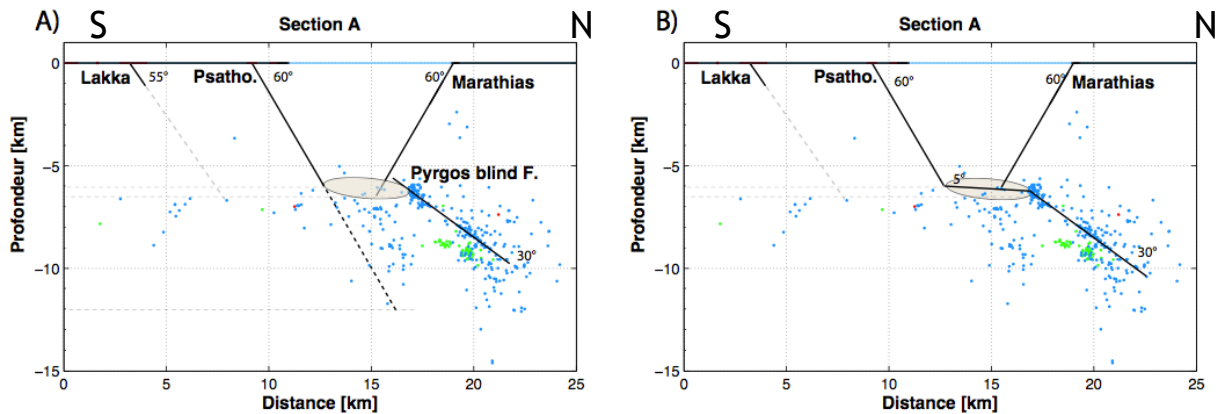 A) S Section A N
Lakka 55° Psatho. 60° 60° Marathias
Pyrgos blind F.
30°
Profondeur [km]
0
−5
−10
−15
0 5 10 15 20 25
Distance [km]
B) S Section A N
Lakka Psatho. 60° 60° Marathias
5°
30°
Profondeur [km]
0
−5
−10
−15
0 5 10 15 20 25
Distance [km]